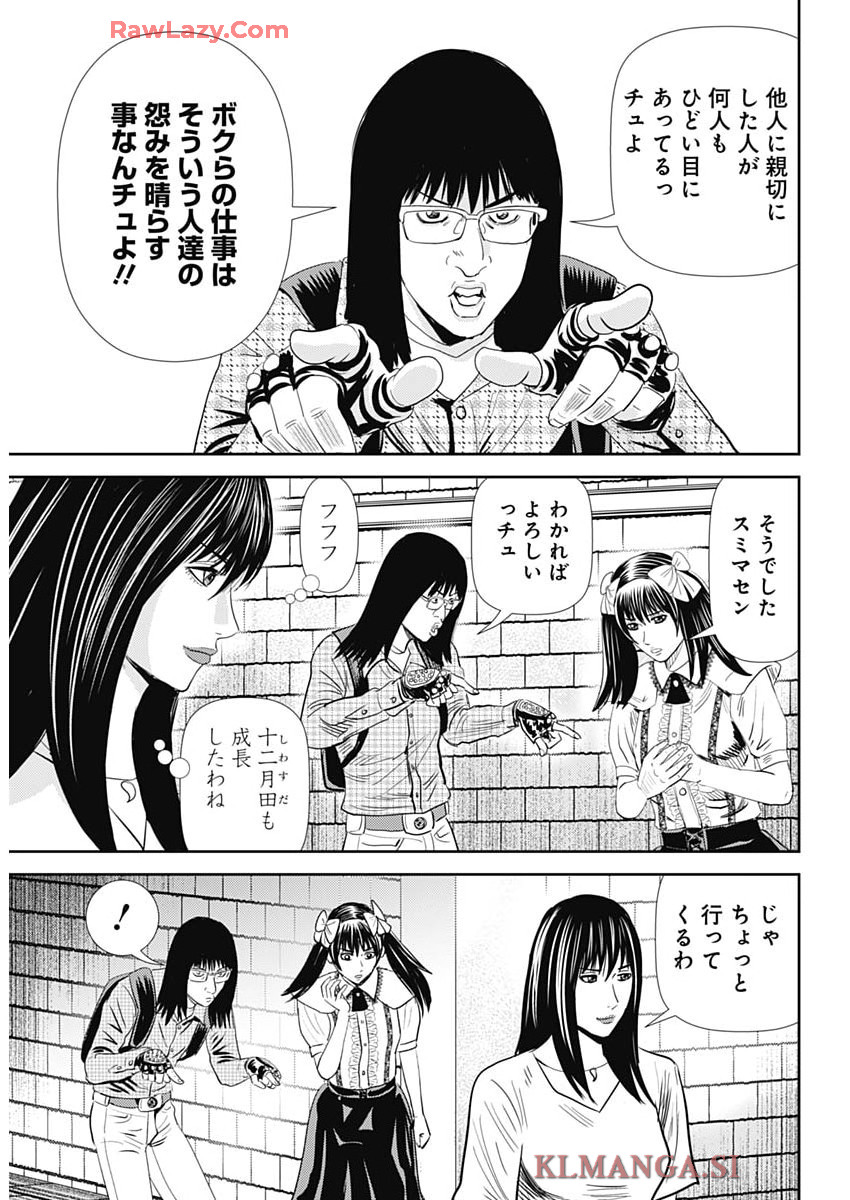 RawLazy.Com
他人に親切に
した人が
何人も
ひどい目に
あってるっ
チュよ
ボクらの仕事は
そういう人達の
怨みを晴らす
事なんチュよ!!
そうでした
スミマセン
わかれば
よろしい
っチュ
フフフ
十二月田も
しわすだ
成長
したわね
じゃ
ちょっと
行って
くるわ
!
KLMANGA.SI